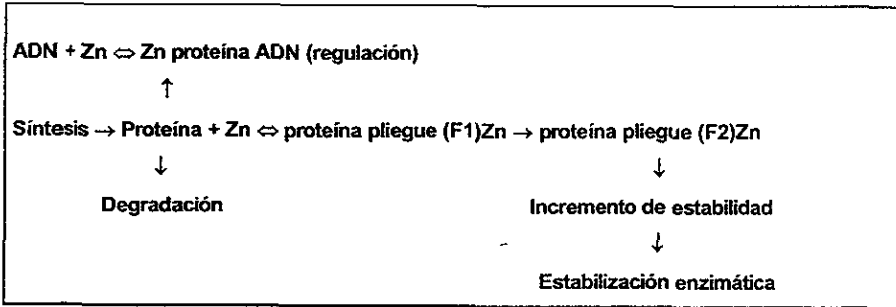 ADN + Zn ⇔ Zn proteína ADN (regulación)
↑
Síntesis → Proteína + Zn ⇔ proteína pliegue (F1)Zn → proteína pliegue (F2)Zn
↓ ↓
Degradación Incremento de estabilidad
↓
Estabilización enzimática